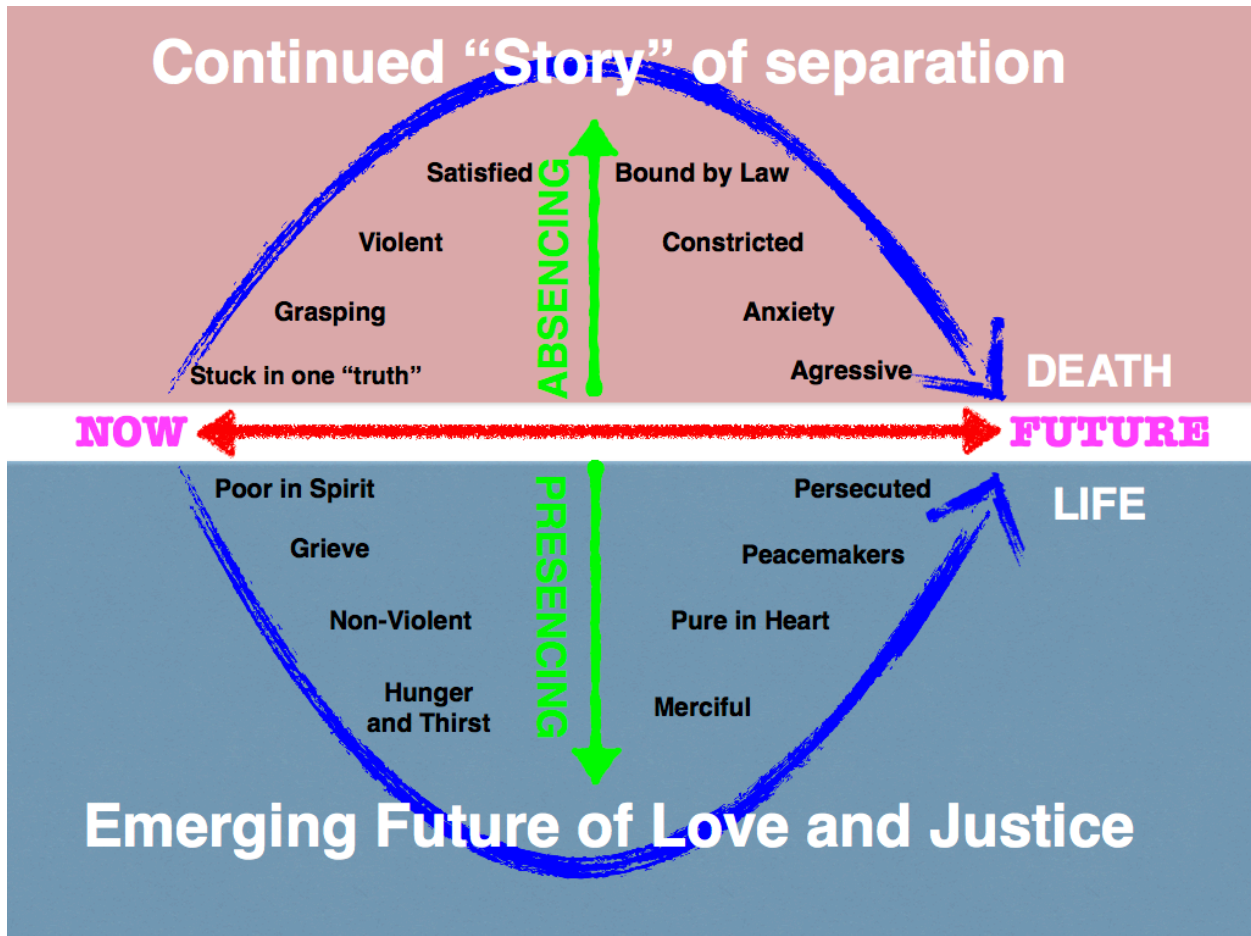 Continued “Story” of separation
Satisfied
Bound by Law
Violent
Constricted
Grasping
Anxiety
Stuck in one “truth”
Agressive
ABSENCING
DEATH
NOW
FUTURE
Poor in Spirit
Persecuted
LIFE
Grieve
Peacemakers
Non-Violent
Pure in Heart
Hunger
and Thirst
Merciful
PRESENCING
Emerging Future of Love and Justice